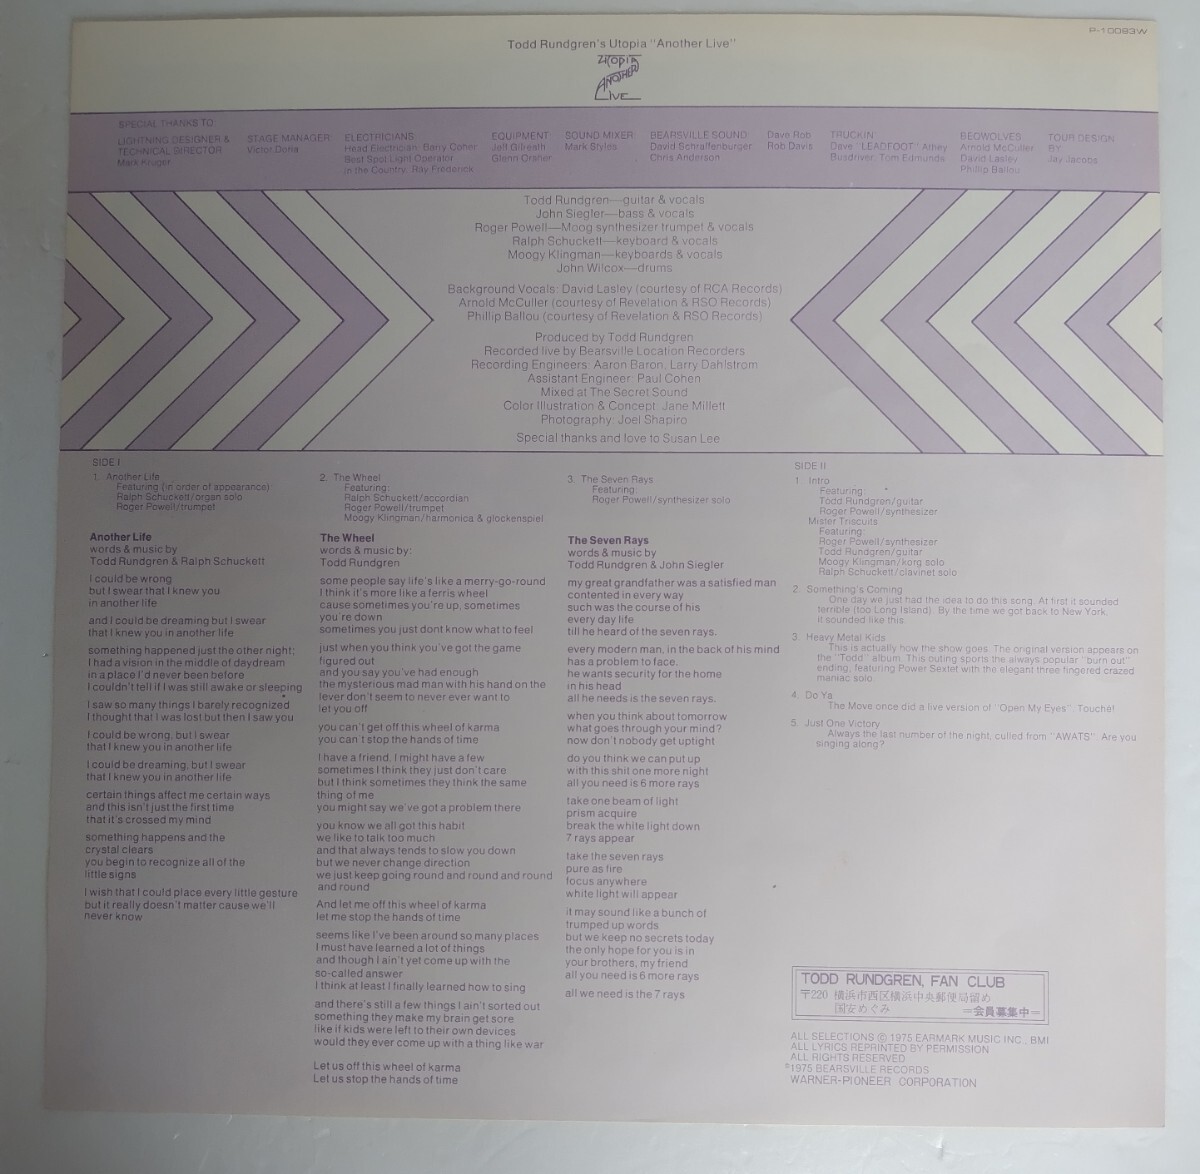 P-10083W
Todd Rundgren's Utopia "Another Live"
UTOPIA
ANOTHER
LIVE
SPECIAL THANKS TO
LIGHTNING DESIGNER &
TECHNICAL DIRECTOR
Mark Kruger
STAGE MANAGER
Victor Doria
ELECTRICIANS
Head Electrician Barry Coher
Best Spot Light Operator
in the Country: Ray Frederick
EQUIPMENT
Jeff Gilreath
Glenn
SOUND MIXER
Mark Styles
BEARSVILLE SOUND
David Schraffenburger
Chris Anderson
Dave Rob
Rob Davis
TRUCKIN
Dave "LEADFOOT" Athey
Busdriver Tom Edmunds
BEOWOLVES
Arnold McCuller
David Lasley
Phillip Ballou
TOUR DESIGN
BY
Jay Jacobs
Todd Rundgren—guitar & vocals
John Siegler—bass & vocals
Roger Powell—Moog synthesizer trumpet & vocals
Ralph Schuckett—keyboard & vocals
Moogy Klingman—keyboards & vocals
John Wilcox—drums
Background Vocals: David Lasley (courtesy of RCA Records)
Arnold McCuller (courtesy of Revelation & RSO Records)
Phillip Ballou (courtesy of Revelation & RSO Records)
Produced by Todd Rundgren
Recorded live by Bearsville Location Recorders
Recording Engineers: Aaron Baron, Larry Dahlstrom
Assistant Engineer: Paul Cohen
Mixed at The Secret Sound
Color Illustration & Concept: Jane Millett
Photography: Joel Shapiro
Special thanks and love to Susan Lee
SIDE I
1. Another Life
Featuring (in order of appearance)
Ralph Schuckett/organ solo
Roger Powell/trumpet
Another Life
words & music by
Todd Rundgren & Ralph Schuckett
I could be wrong
but I swear that I knew you
in another life
and I could be dreaming but I swear
that I knew you in another life
something happened just the other night;
I had a vision in the middle of daydream
in a place I'd never been before
I couldn't tell if I was still awake or sleeping
I saw so many things I barely recognized
I thought that I was lost but then I saw you
I could be wrong, but I swear
that I knew you in another life
I could be dreaming, but I swear
that I knew you in another life
certain things affect me certain ways
and this isn't just the first time
that it's crossed my mind
something happens and the
crystal clears
you begin to recognize all of the
little signs
I wish that I could place every little gesture
but it really doesn't matter cause we'll
never know
2. The Wheel
Featuring:
Ralph Schuckett/accordian
Roger Powell/trumpet
Moogy Klingman/harmonica & glockenspiel
The Wheel
words & music by:
Todd Rundgren
some people say life's like a merry-go-round
I think it's more like a ferris wheel
cause sometimes you're up, sometimes
you're down
sometimes you just dont know what to feel
just when you think you've got the game
figured out
and you say you've had enough
the mysterious mad man with his hand on the
lever don't seem to never ever want to
let you off
you can't get off this wheel of karma
you can't stop the hands of time
I have a friend, I might have a few
sometimes I think they just don't care
but I think sometimes they think the same
thing of me
you might say we've got a problem there
you know we all got this habit
we like to talk too much
and that always tends to slow you down
but we never change direction
we just keep going round and round and round
and round
And let me off this wheel of karma
let me stop the hands of time
seems like I've been around so many places
I must have learned a lot of things
and though I ain't yet come up with the
so-called answer
I think at least I finally learned how to sing
and there's still a few things I ain't sorted out
something they make my brain get sore
like if kids were left to their own devices
would they ever come up with a thing like war
Let us off this wheel of karma
Let us stop the hands of time
3. The Seven Rays
Featuring:
Roger Powell/synthesizer solo
The Seven Rays
words & music by
Todd Rundgren & John Siegler
my great grandfather was a satisfied man
contented in every way
such was the course of his
every day life
till he heard of the seven rays.
every modern man, in the back of his mind
has a problem to face.
he wants security for the home
in his head
all he needs is the seven rays.
when you think about tomorrow
what goes through your mind?
now don't nobody get uptight
do you think we can put up
with this shit one more night
all you need is 6 more rays
take one beam of light
prism acquire
break the white light down
7 rays appear
take the seven rays
pure as fire
focus anywhere
white light will appear
it may sound like a bunch of
trumped up words
but we keep no secrets today
the only hope for you is in
your brothers, my friend
all you need is 6 more rays
all we need is the 7 rays
SIDE II
1 Intro
Featuring:
Todd Rundgren/guitar
Roger Powell/synthesizer
Mister Triscuits
Featuring:
Roger Powell/synthesizer
Todd Rundgren/guitar
Moogy Klingman/korg solo
Ralph Schuckett/clavinet solo
2. Something's Coming
One day we just had the idea to do this song. At first it sounded
terrible (too Long Island). By the time we got back to New York.
it sounded like this.
3. Heavy Metal Kids
This is actually how the show goes. The original version appears on
the "Todd" album. This outing sports the always popular "burn out"
ending, featuring Power Sextet with the elegant three fingered crazed
maniac solo
4. Do Ya
The Move once did a live version of "Open My Eyes". Touche!
5. Just One Victory
Always the last number of the night, culled from "AWATS". Are you
singing along?
TODD RUNDGREN, FAN CLUB
〒220 横浜市西区横浜中央郵便局留め
国安めぐみ =会員募集中=
ALL SELECTIONS © 1975 EARMARK MUSIC INC., BMI
ALL LYRICS REPRINTED BY PERMISSION
ALL RIGHTS RESERVED
℗1975 BEARSVILLE RECORDS
WARNER-PIONEER CORPORATION